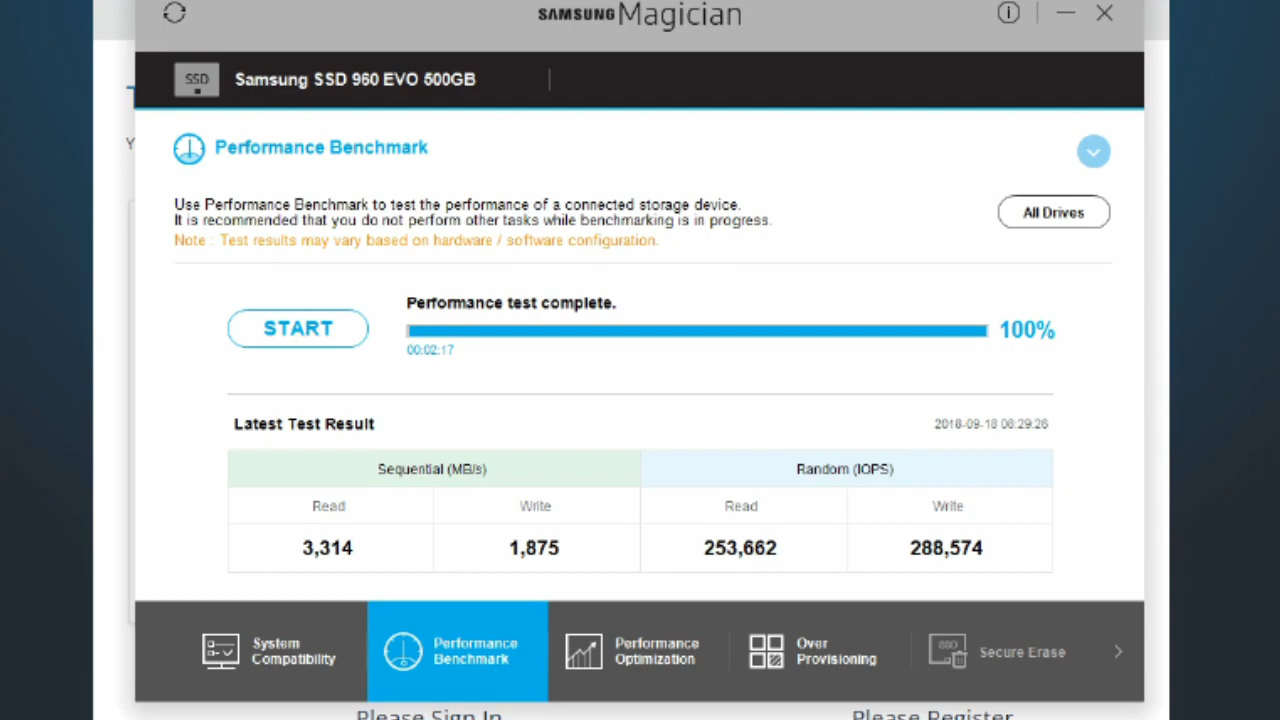 SAMSUNG Magician
SSD
Samsung SSD 960 EVO 500GB
Performance Benchmark
Use Performance Benchmark to test the performance of a connected storage device.
It is recommended that you do not perform other tasks while benchmarking is in progress.
Note : Test results may vary based on hardware / software configuration.
All Drives
START
Performance test complete.
100%
00:02:17
Latest Test Result
2018-09-18 06:29:26
Sequential (MB/s)
Random (IOPS)
Read
Write
Read
Write
3,314
1,875
253,662
288,574
System
Compatibility
Performance
Benchmark
Performance
Optimization
Over
Provisioning
SSD
Secure Erase
Please Sign In
Please Register